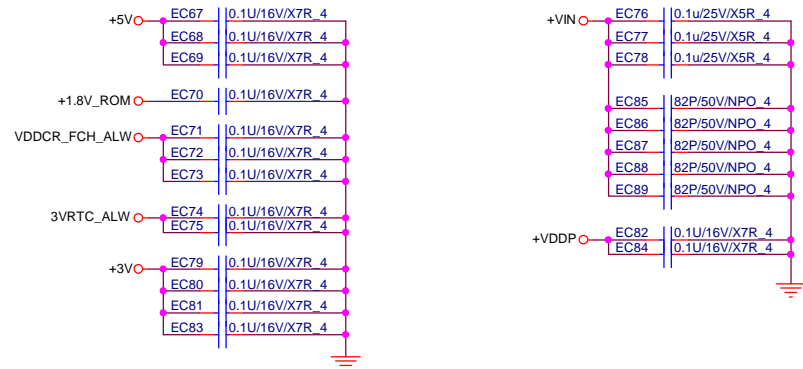 +5V EC67 0.1U/16V/X7R_4
EC68 0.1U/16V/X7R_4
EC69 0.1U/16V/X7R_4
+1.8V_ROM EC70 0.1U/16V/X7R_4
VDDCR_FCH_ALW EC71 0.1U/16V/X7R_4
EC72 0.1U/16V/X7R_4
EC73 0.1U/16V/X7R_4
3VRTC_ALW EC74 0.1U/16V/X7R_4
EC75 0.1U/16V/X7R_4
+3V EC79 0.1U/16V/X7R_4
EC80 0.1U/16V/X7R_4
EC81 0.1U/16V/X7R_4
EC83 0.1U/16V/X7R_4
+VIN EC76 0.1u/25V/X5R_4
EC77 0.1u/25V/X5R_4
EC78 0.1u/25V/X5R_4
EC85 82P/50V/NPO_4
EC86 82P/50V/NPO_4
EC87 82P/50V/NPO_4
EC88 82P/50V/NPO_4
EC89 82P/50V/NPO_4
+VDDP EC82 0.1U/16V/X7R_4
EC84 0.1U/16V/X7R_4